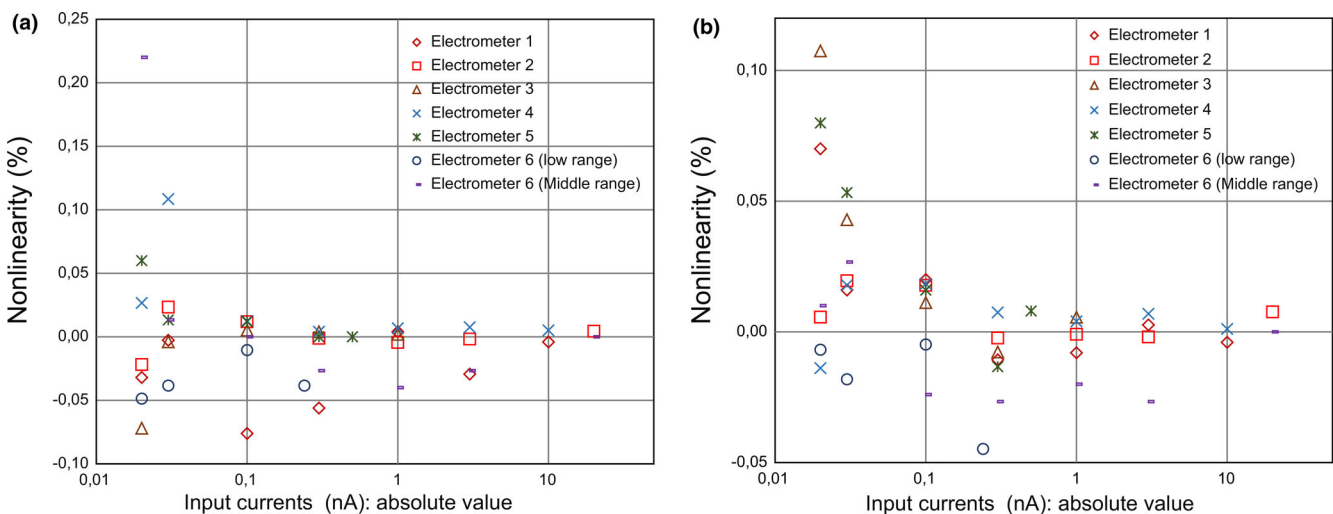 (a)
0,25
0,20
0,15
0,10
0,05
0,00
-0,05
-0,10
Nonlinearity (%)
Electrometer 1
Electrometer 2
Electrometer 3
Electrometer 4
Electrometer 5
Electrometer 6 (low range)
Electrometer 6 (Middle range)
0,01
0,1
1
10
Input currents (nA): absolute value
(b)
0,10
0,05
0,00
-0,05
Nonlinearity (%)
Electrometer 1
Electrometer 2
Electrometer 3
Electrometer 4
Electrometer 5
Electrometer 6 (low range)
Electrometer 6 (Middle range)
0,01
0,1
1
10
Input currents (nA): absolute value